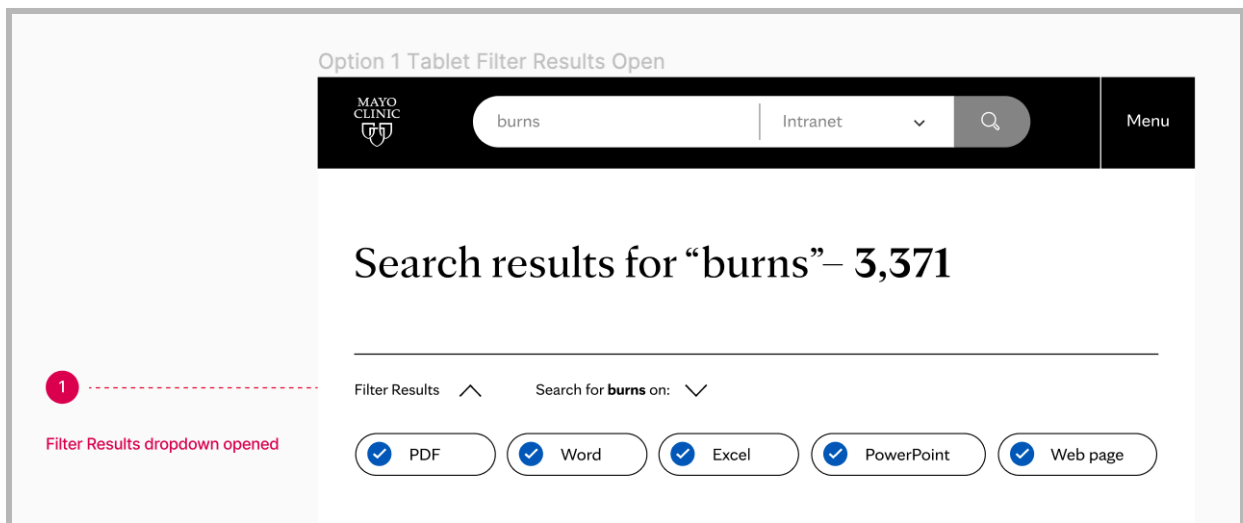 Option 1 Tablet Filter Results Open
MAYO
CLINIC
burns
Intranet
Menu
Search results for “burns”– 3,371
1
Filter Results
Search for burns on:
Filter Results dropdown opened
PDF
Word
Excel
PowerPoint
Web page